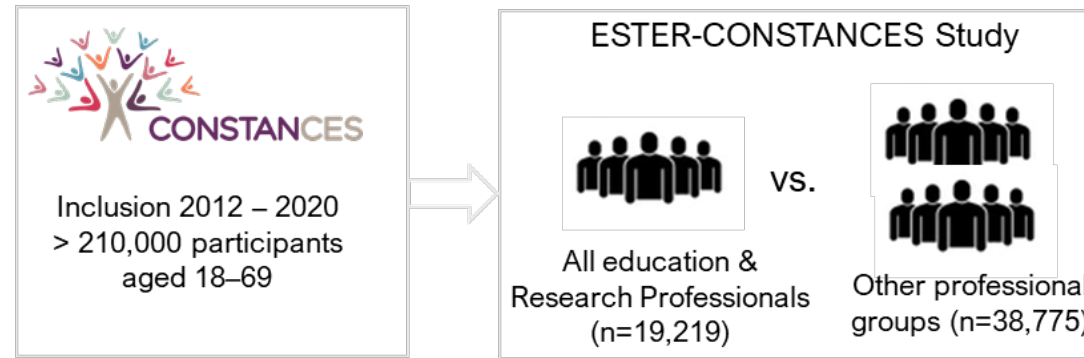 CONSTANCES
Inclusion 2012 – 2020
> 210,000 participants
aged 18–69
ESTER-CONSTANCES Study
vs.
All education &
Research Professionals
(n=19,219)
Other professional
groups (n=38,775)